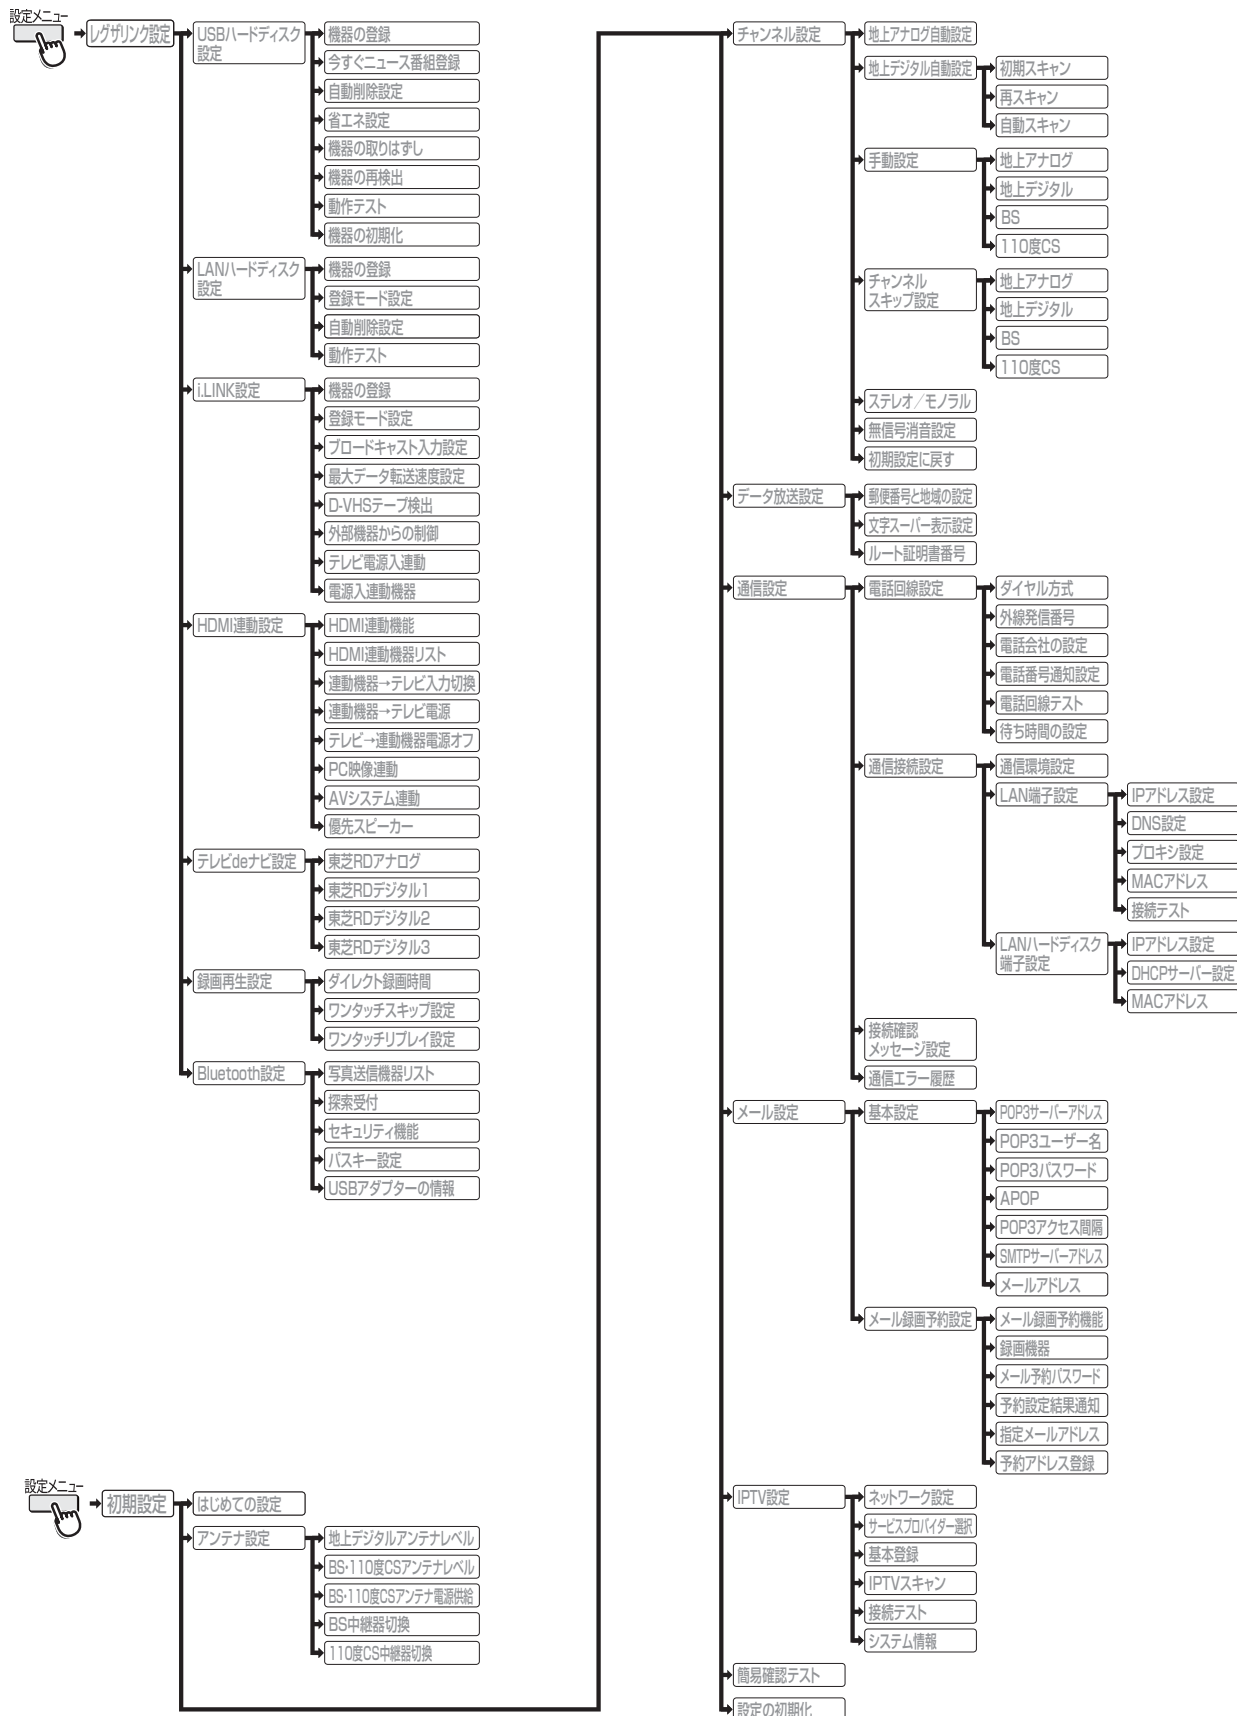 設定メニュー
レグザリンク設定
USBハードディスク
設定
機器の登録
今すぐニュース番組登録
自動削除設定
省エネ設定
機器の取りはずし
機器の再検出
動作テスト
機器の初期化
LANハードディスク
設定
機器の登録
登録モード設定
自動削除設定
動作テスト
i.LINK設定
機器の登録
登録モード設定
ブロードキャスト入力設定
最大データ転送速度設定
D-VHSテープ検出
外部機器からの制御
テレビ電源入連動
電源入連動機器
HDMI連動設定
HDMI連動機能
HDMI連動機器リスト
連動機器→テレビ入力切換
連動機器→テレビ電源
テレビ→連動機器電源オフ
PC映像連動
AVシステム連動
優先スピーカー
テレビdeナビ設定
東芝RDアナログ
東芝RDデジタル1
東芝RDデジタル2
東芝RDデジタル3
録画再生設定
ダイレクト録画時間
ワンタッチスキップ設定
ワンタッチリプレイ設定
Bluetooth設定
写真送信機器リスト
探索受付
セキュリティ機能
パスキー設定
USBアダプターの情報
設定メニュー
初期設定
はじめての設定
アンテナ設定
地上デジタルアンテナレベル
BS・110度CSアンテナレベル
BS・110度CSアンテナ電源供給
BS中継器切換
110度CS中継器切換
チャンネル設定
地上アナログ自動設定
地上デジタル自動設定
初期スキャン
再スキャン
自動スキャン
手動設定
地上アナログ
地上デジタル
BS
110度CS
チャンネル
スキップ設定
地上アナログ
地上デジタル
BS
110度CS
ステレオ／モノラル
無信号消音設定
初期設定に戻す
データ放送設定
郵便番号と地域の設定
文字スーパー表示設定
ルート証明書番号
通信設定
電話回線設定
ダイヤル方式
外線発信番号
電話会社の設定
電話番号通知設定
電話回線テスト
待ち時間の設定
通信接続設定
通信環境設定
LAN端子設定
IPアドレス設定
DNS設定
プロキシ設定
MACアドレス
接続テスト
LANハードディスク
端子設定
IPアドレス設定
DHCPサーバー設定
MACアドレス
接続確認
メッセージ設定
通信エラー履歴
メール設定
基本設定
POP3サーバーアドレス
POP3ユーザー名
POP3パスワード
APOP
POP3アクセス間隔
SMTPサーバーアドレス
メールアドレス
メール録画予約設定
メール録画予約機能
録画機器
メール予約パスワード
予約設定結果通知
指定メールアドレス
予約アドレス登録
IPTV設定
ネットワーク設定
サービスプロバイダー選択
基本登録
IPTVスキャン
接続テスト
システム情報
簡易確認テスト
設定の初期化